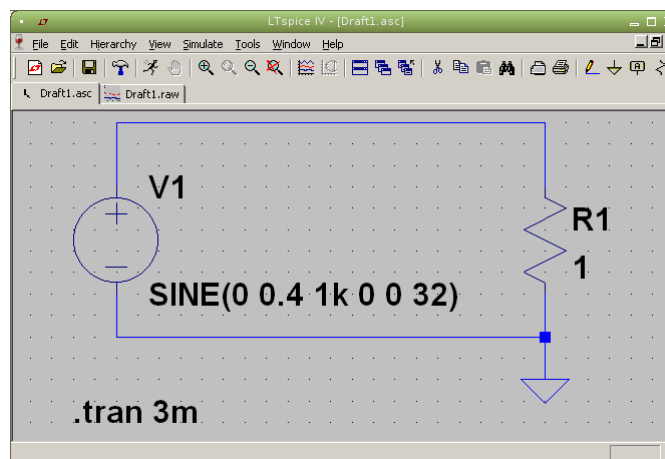 LTspice IV - [Draft1.asc]
File Edit Hierarchy View Simulate Tools Window Help
Draft1.asc Draft1.raw
V1
R1
1
SINE(0 0.4 1k 0 0 32)
.tran 3m